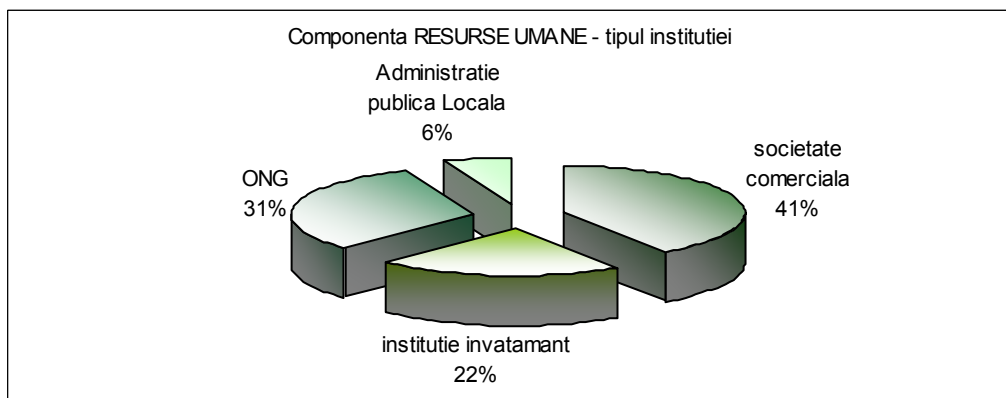 Componenta RESURSE UMANE - tipul institutiei
Administratie
publica Locala
6%
societate
comerciala
41%
ONG
31%
institutie invatamant
22%